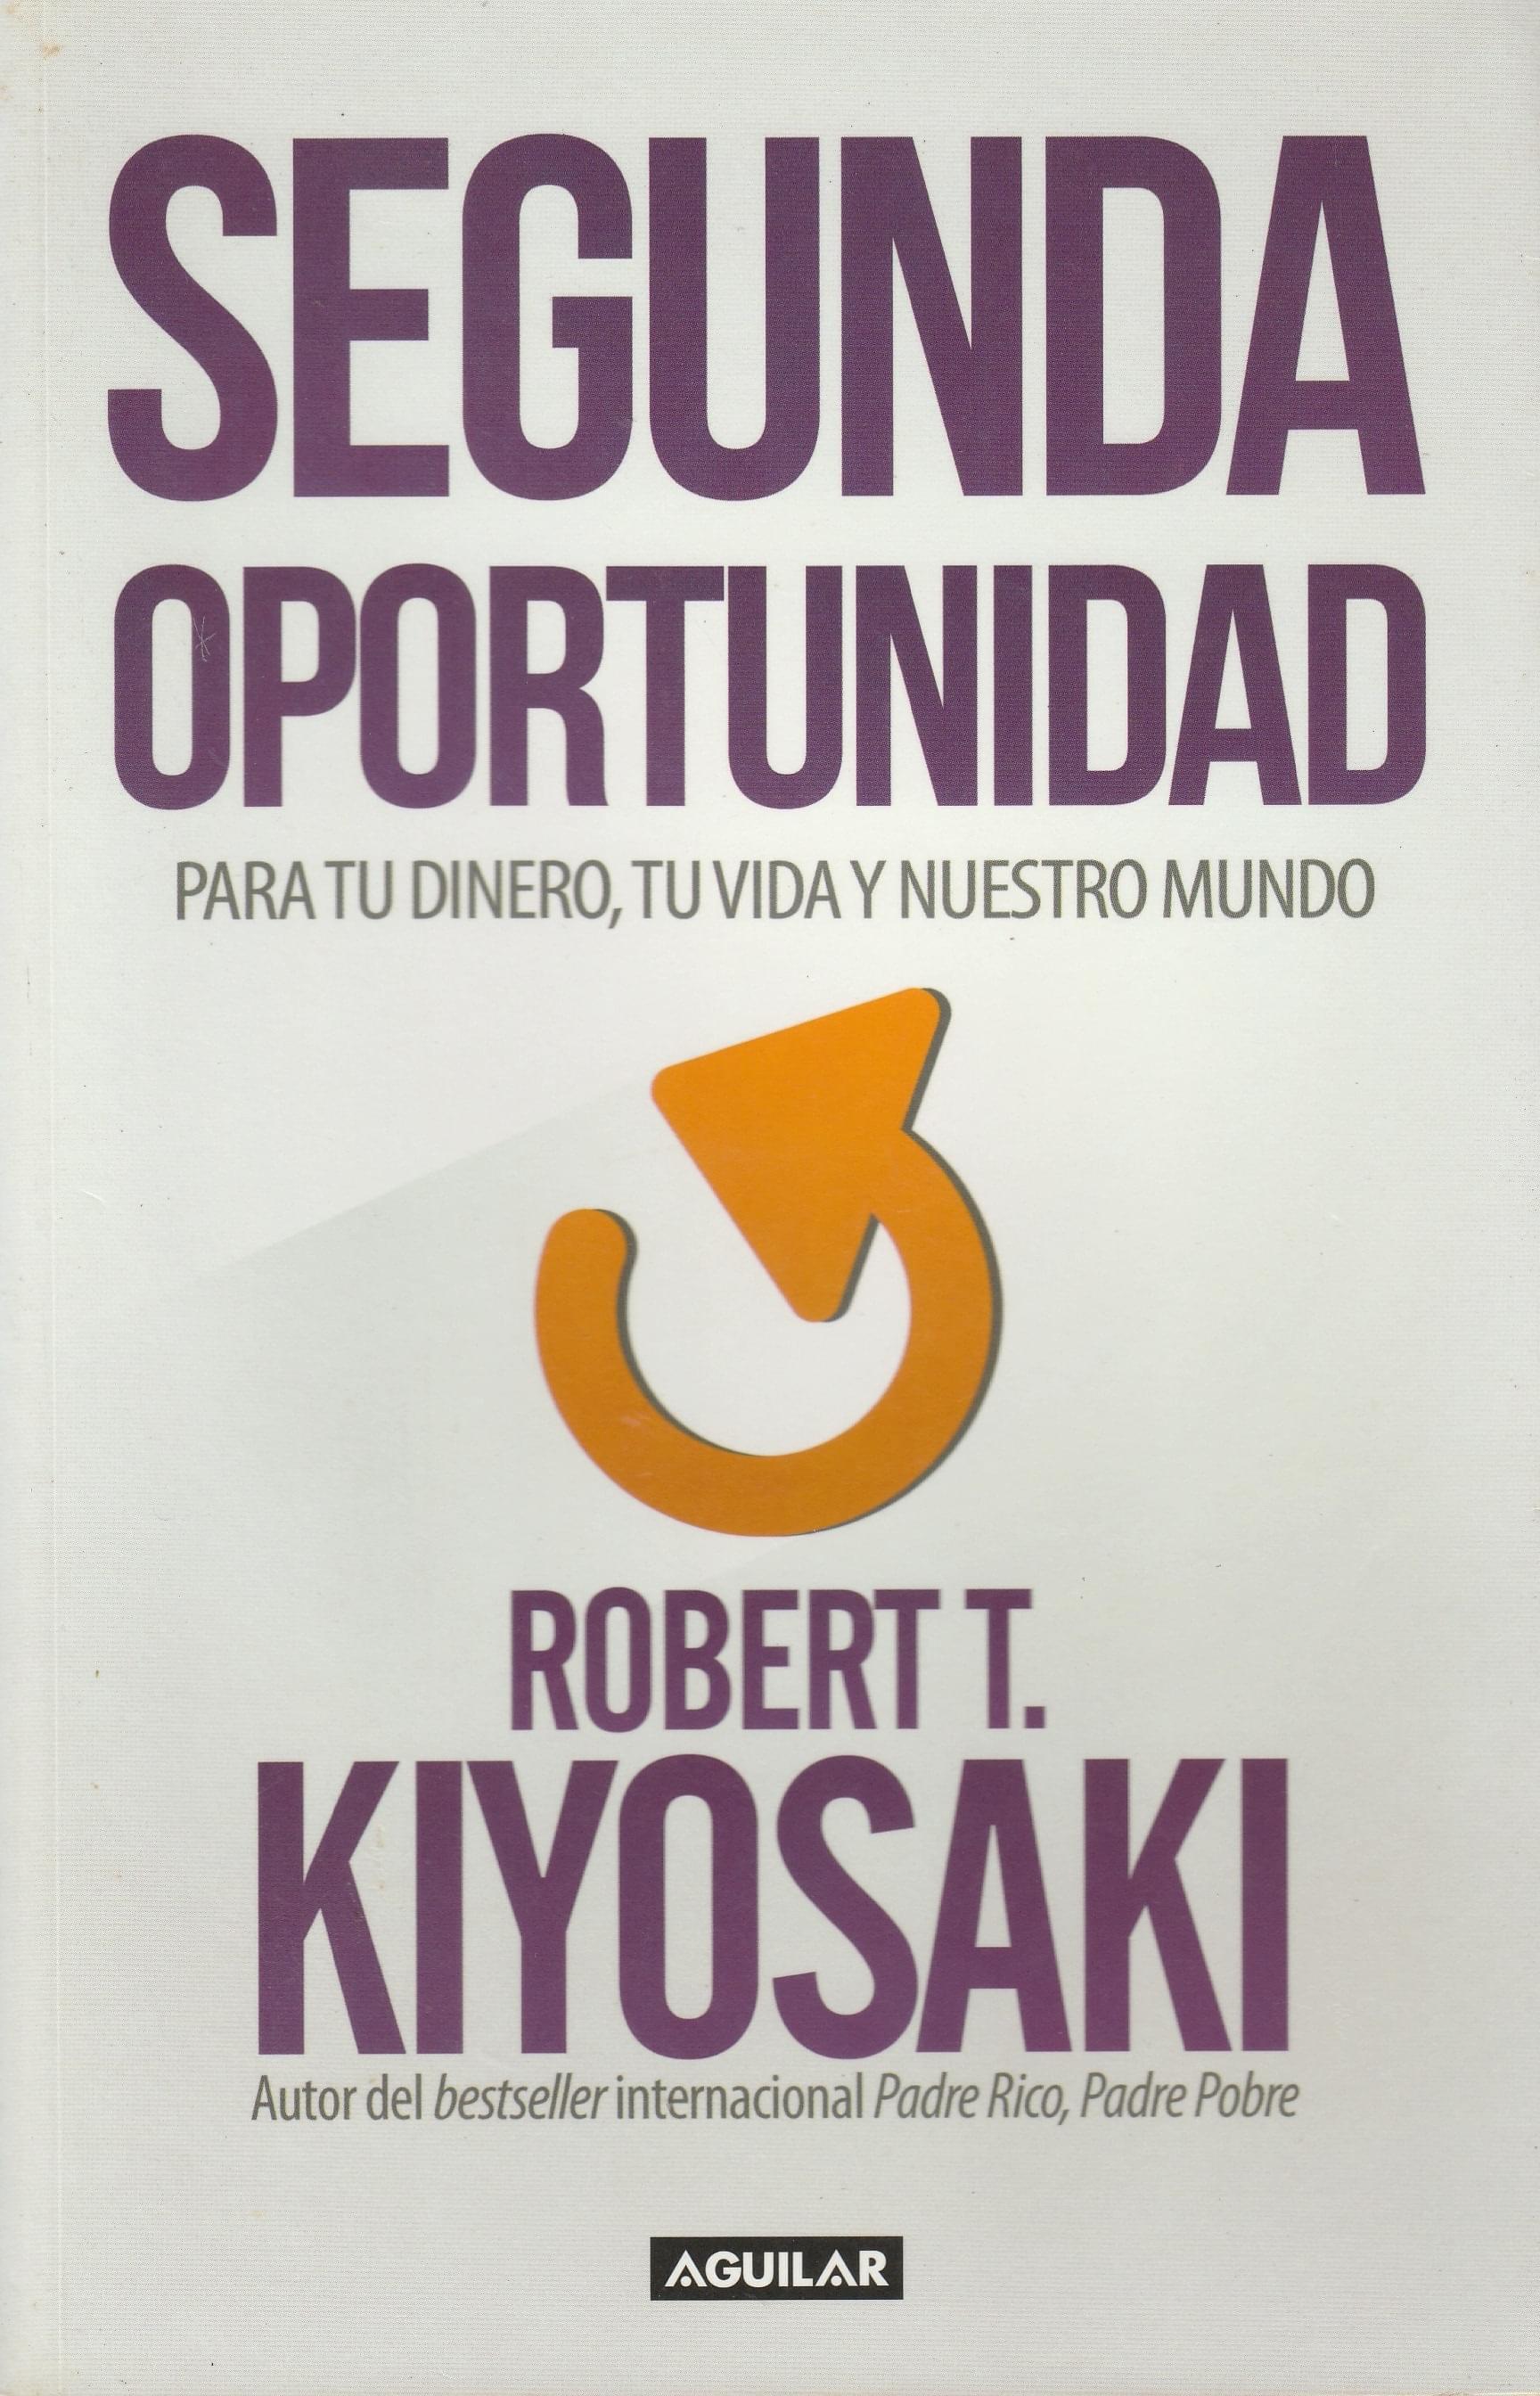 SEGUNDA
OPORTUNIDAD
PARA TU DINERO, TU VIDA Y NUESTRO MUNDO
ROBERT T.
KIYOSAKI
Autor del bestseller internacional Padre Rico, Padre Pobre
AGUILAR